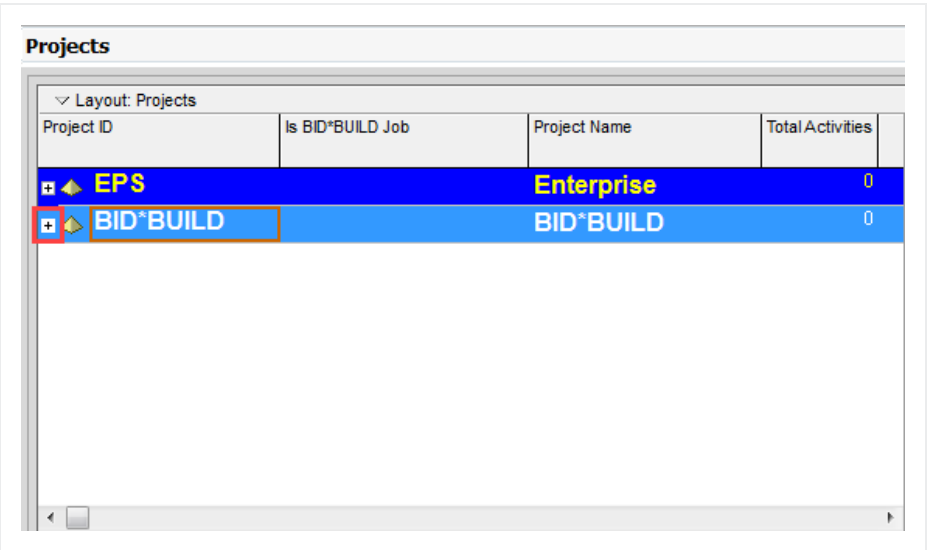 Projects
Layout: Projects
Project ID Is BID*BUILD Job Project Name Total Activities
EPS Enterprise 0
BID*BUILD BID*BUILD 0